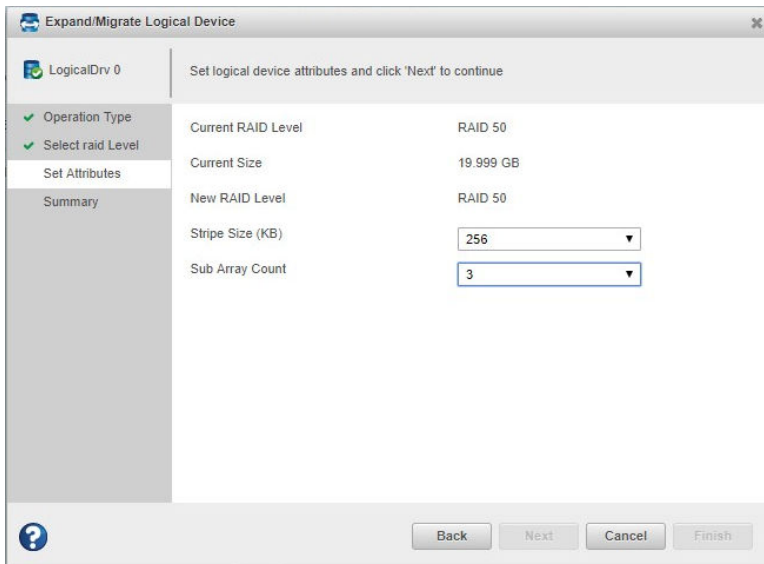 Expand/Migrate Logical Device
LogicalDrv 0
Set logical device attributes and click 'Next' to continue
Operation Type
Select raid Level
Set Attributes
Summary
Current RAID Level RAID 50
Current Size 19.999 GB
New RAID Level RAID 50
Stripe Size (KB) 256
Sub Array Count 3
? Back Next Cancel Finish